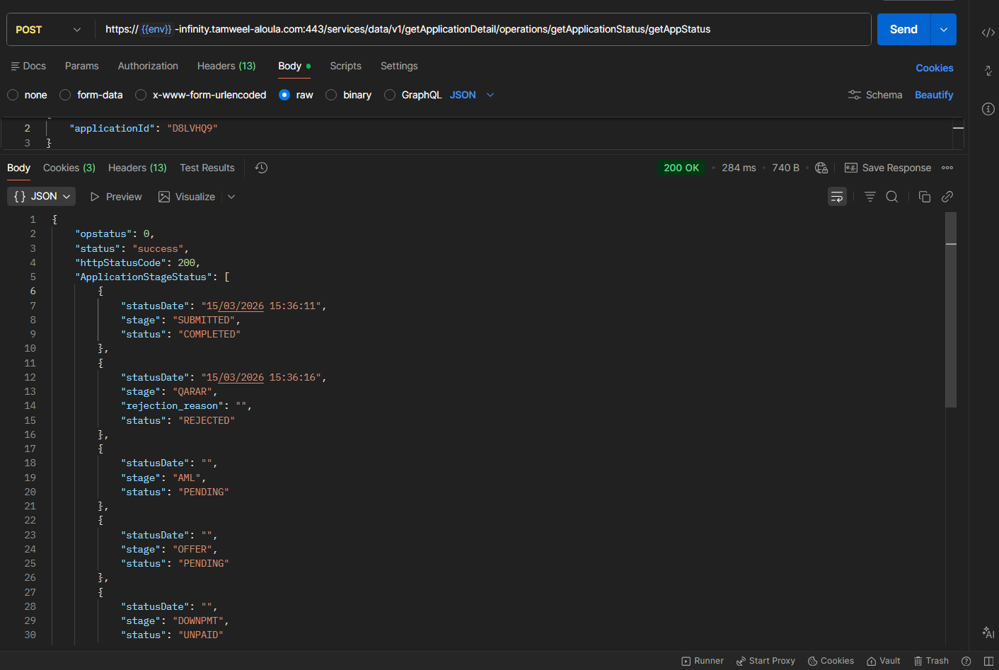 POST https://{{env}}-infinity.tamweel-aloula.com:443/services/data/v1/getApplicationDetail/operations/getApplicationStatus/getAppStatus Send
Docs Params Authorization Headers (13) Body Scripts Settings Cookies
none form-data x-www-form-urlencoded raw binary GraphQL JSON Schema Beautify
2 "applicationId": "D8LVHQ9"
3 }
Body Cookies (3) Headers (13) Test Results 200 OK 284 ms 740 B e.g. Save Response
{} JSON Preview Visualize
1 {
2 "opstatus": 0,
3 "status": "success",
4 "httpStatusCode": 200,
5 "ApplicationStageStatus": [
6 {
7 "statusDate": "15/03/2026 15:36:11",
8 "stage": "SUBMITTED",
9 "status": "COMPLETED"
10 },
11 {
12 "statusDate": "15/03/2026 15:36:16",
13 "stage": "QARAR",
14 "rejection_reason": "",
15 "status": "REJECTED"
16 },
17 {
18 "statusDate": "",
19 "stage": "AML",
20 "status": "PENDING"
21 },
22 {
23 "statusDate": "",
24 "stage": "OFFER",
25 "status": "PENDING"
26 },
27 {
28 "statusDate": "",
29 "stage": "DOWNPMT",
30 "status": "UNPAID"
AI
Runner Start Proxy Cookies Vault Trash